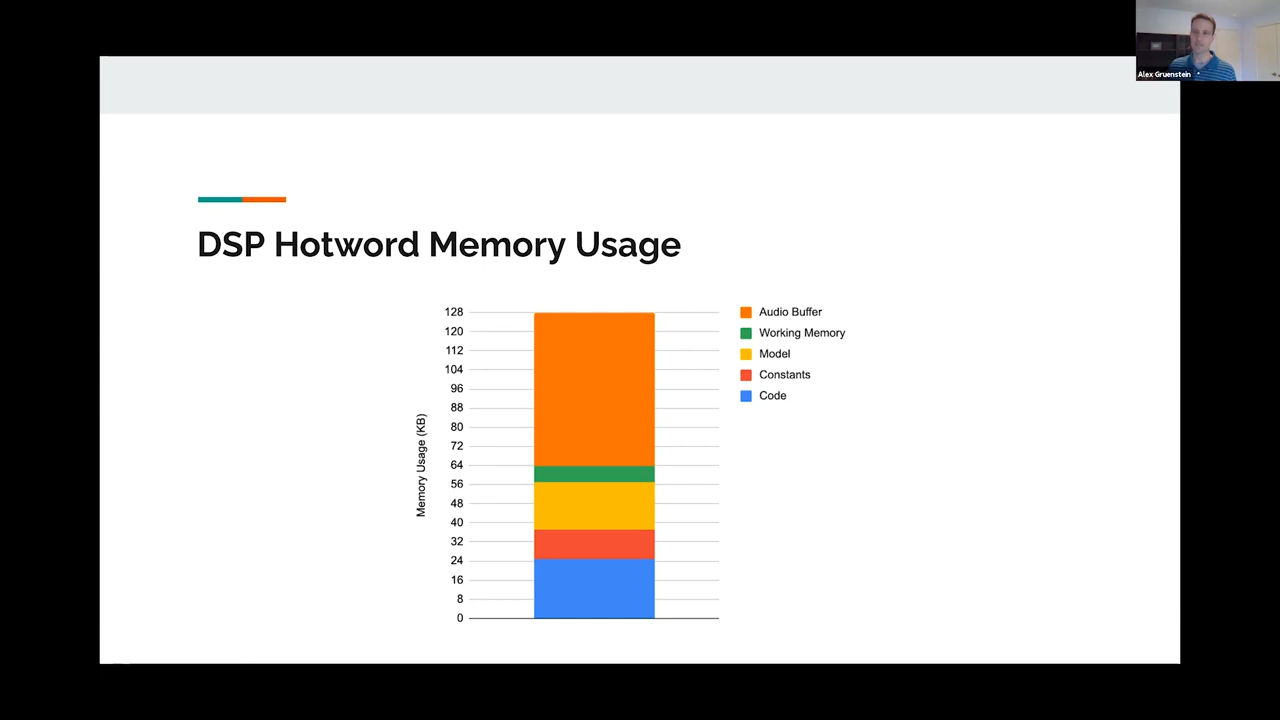 Alex Gruenstein
DSP Hotword Memory Usage
128
120
112
104
96
88
80
72
64
56
48
40
32
24
16
8
0
Memory Usage (KB)
Audio Buffer
Working Memory
Model
Constants
Code